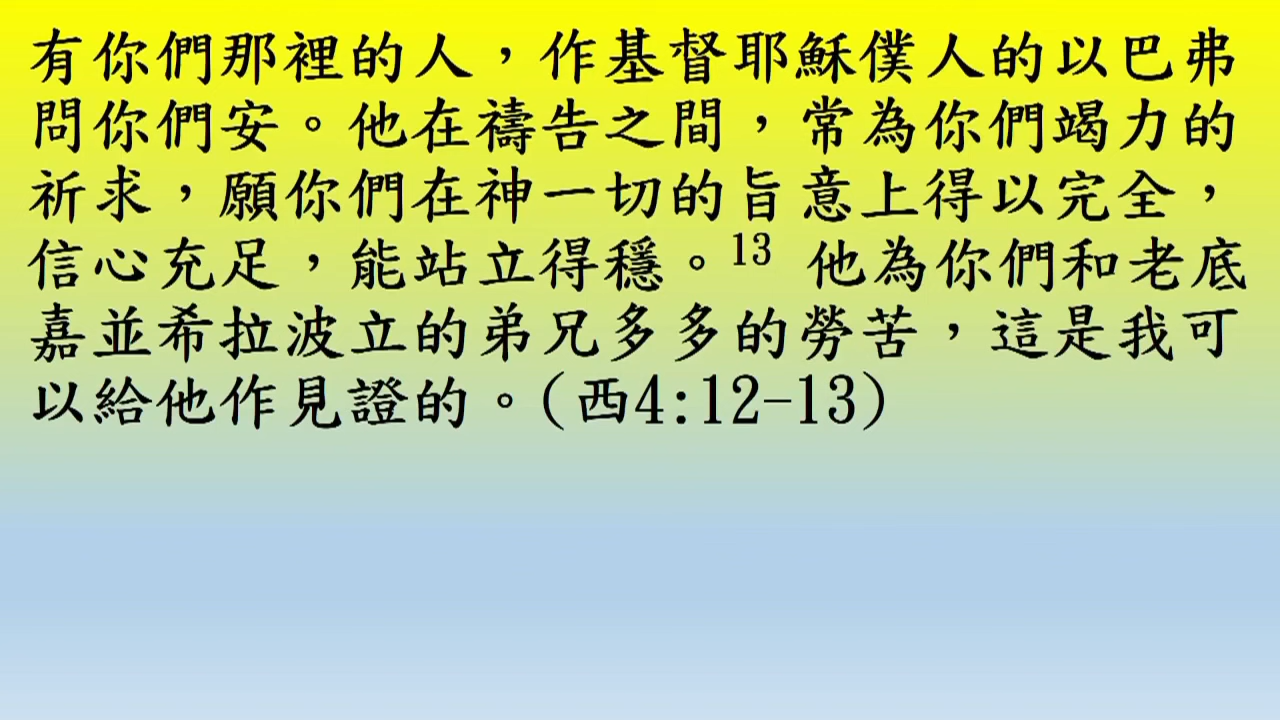 有你們那裡的人，作基督耶穌僕人的以巴弗
問你們安。他在禱告之間，常為你們竭力的
祈求，願你們在神一切的旨意上得以完全，
信心充足，能站立得穩。13 他為你們和老底
嘉並希拉波立的弟兄多多的勞苦，這是我可
以給他作見證的。(西4:12-13)